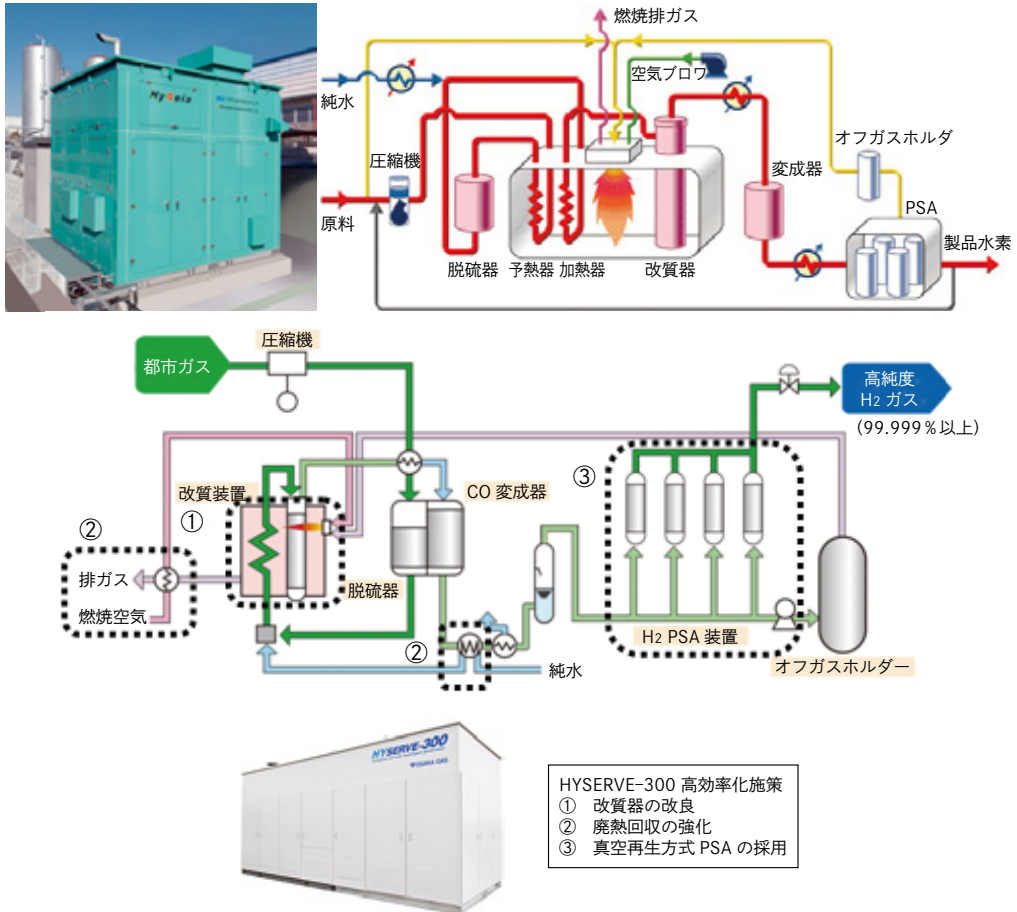 HyGeia
燃焼排ガス
空気ブロワ
純水
圧縮機
オフガスホルダ
変成器
PSA
原料
製品水素
脱硫器
予熱器
加熱器
改質器
圧縮機
都市ガス
高純度
H2 ガス
(99.999%以上)
③
CO 変成器
改質装置
①
②
排ガス
脱硫器
燃焼空気
②
H2 PSA 装置
純水
オフガスホルダー
HYSERVE-300
OSAKA GAS
HYSERVE-300 高効率化施策
① 改質器の改良
② 廃熱回収の強化
③ 真空再生方式 PSA の採用